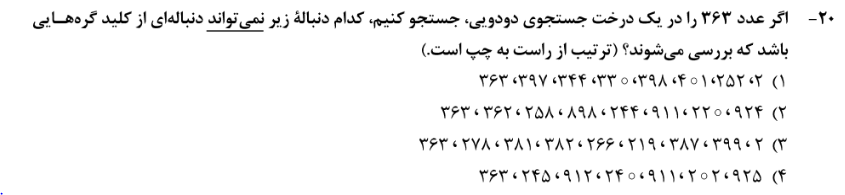 ۲۰- اگر عدد ۳۶۳ را در یک درخت جستجوی دودویی، جستجو کنیم، کدام دنبالهٔ زیر نمی‌تواند دنباله‌ای از کلید گره‌هــایی
باشد که بررسی می‌شوند؟ (ترتیب از راست به چپ است.)
۱) ۲، ۲۵۲، ۴۰۱، ۳۹۸، ۳۳۰، ۳۴۴، ۳۹۷، ۳۶۳
۲) ۹۲۴، ۲۲۰، ۹۱۱، ۲۴۴، ۸۹۸، ۲۵۸، ۳۶۲، ۳۶۳
۳) ۲، ۳۹۹، ۳۸۷، ۲۱۹، ۲۶۶، ۳۸۲، ۳۸۱، ۲۷۸، ۳۶۳
۴) ۹۲۵، ۲۰۲، ۹۱۱، ۲۴۰، ۹۱۲، ۲۴۵، ۳۶۳